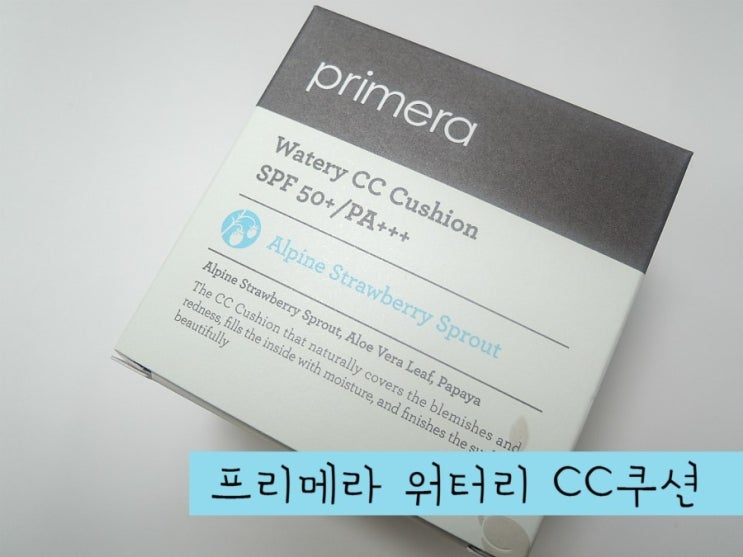 primera
Watery CC Cushion
SPF 50+/PA+++
Alpine Strawberry Sprout
Alpine Strawberry Sprout, Aloe Vera Leaf, Papaya
The CC Cushion that naturally covers the blemishes and
redness, fills the inside with moisture, and finishes the
beautifully
프리메라 워터리 CC쿠션